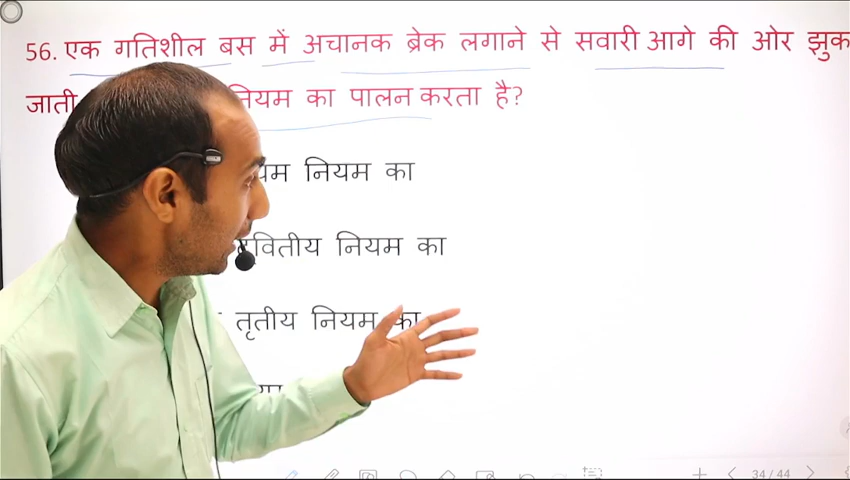 56. एक गतिशील बस में अचानक ब्रेक लगाने से सवारी आगे की ओर झुक
जाती नियम का पालन करता है?
नियम का
द्वितीय नियम का
तृतीय नियम का
34 / 44